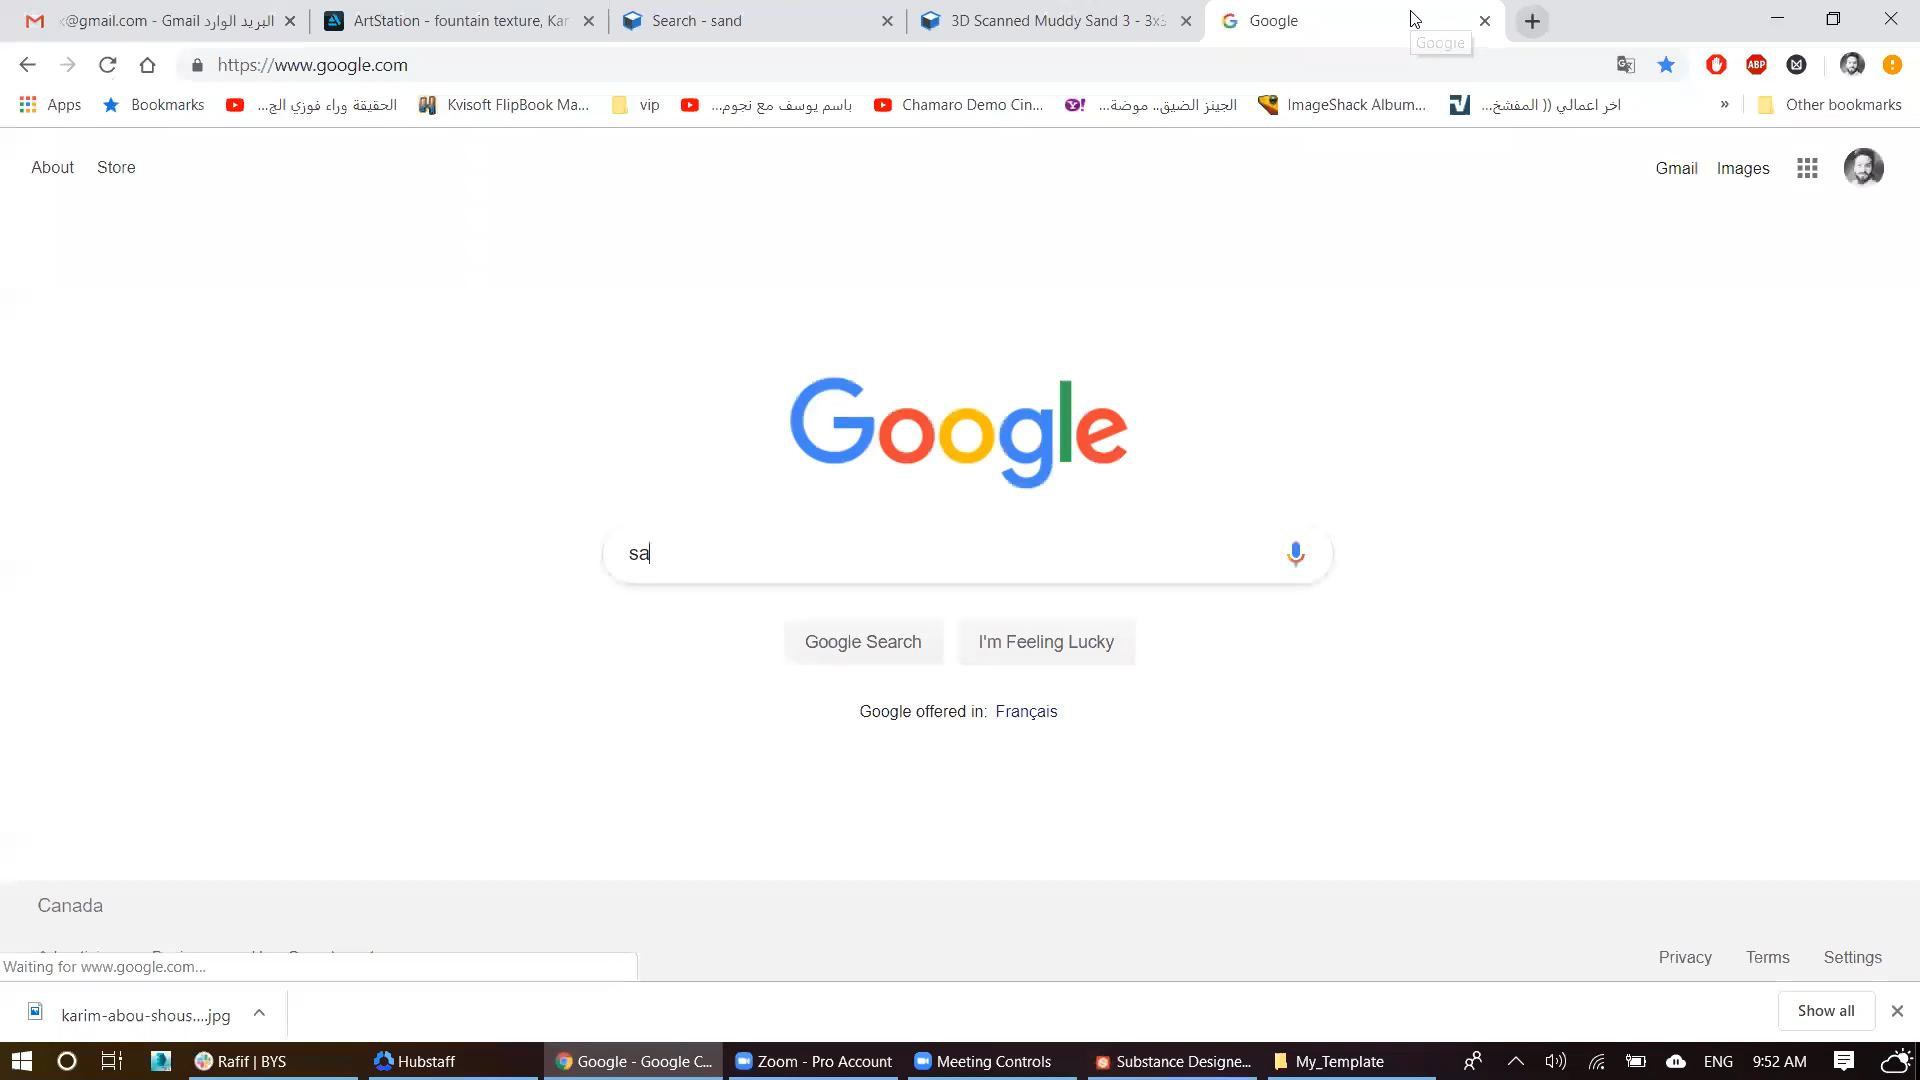 @gmail.com - Gmail البريد الوارد
ArtStation - fountain texture, Kar
Search - sand
3D Scanned Muddy Sand 3 - 3x3
Google
Google
https://www.google.com
Apps
Bookmarks
الحقيقة وراء فوزي الج...
Kvisoft FlipBook Ma...
vip
باسم يوسف مع نجوم...
Chamaro Demo Cin...
الجينز الضيق.. موضة...
ImageShack Album...
اخر اعمالي (( المفشخ...
»
Other bookmarks
ABP
About
Store
Gmail
Images
Google
sa
Google Search
I'm Feeling Lucky
Google offered in: Français
Canada
Privacy
Terms
Settings
Waiting for www.google.com...
karim-abou-shous....jpg
Show all
Rafif | BYS
Hubstaff
Google - Google C...
Zoom - Pro Account
Meeting Controls
Substance Designe...
My_Template
ENG
9:52 AM